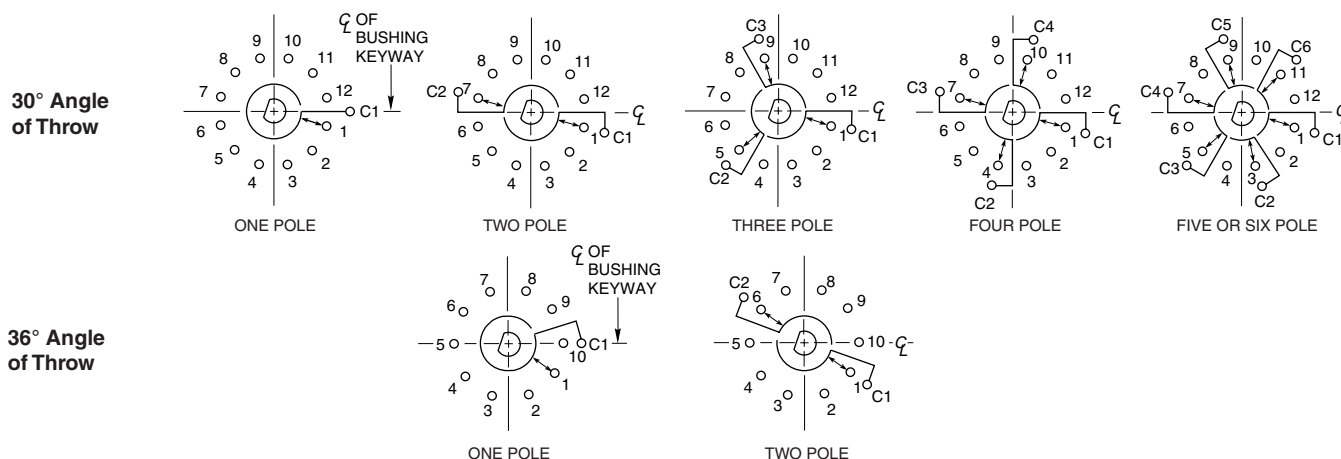 30° Angle
of Throw
℄ OF
BUSHING
KEYWAY
9 10
8 11
7 12
C1
6 1
5 2
4 3
ONE POLE
9 10
8 11
C2 7 12
℄
6 1 C1
5 2
4 3
TWO POLE
C3
9 10
8 11
7 12
℄
6 1 C1
5 2
C2 4 3
THREE POLE
C4
9 10
8 11
C3 7 12
℄
6 1 C1
5 2
4 3
C2
FOUR POLE
C5
9 10 C6
8 11
C4 7 12
℄
6 1 C1
5 2
C3 4 3
C2
FIVE OR SIX POLE
36° Angle
of Throw
℄ OF
BUSHING
KEYWAY
7 8
6 9
5 10 C1
4 1
3 2
ONE POLE
C2 7 8
6 9
5 10 ℄
4 1 C1
3 2
TWO POLE